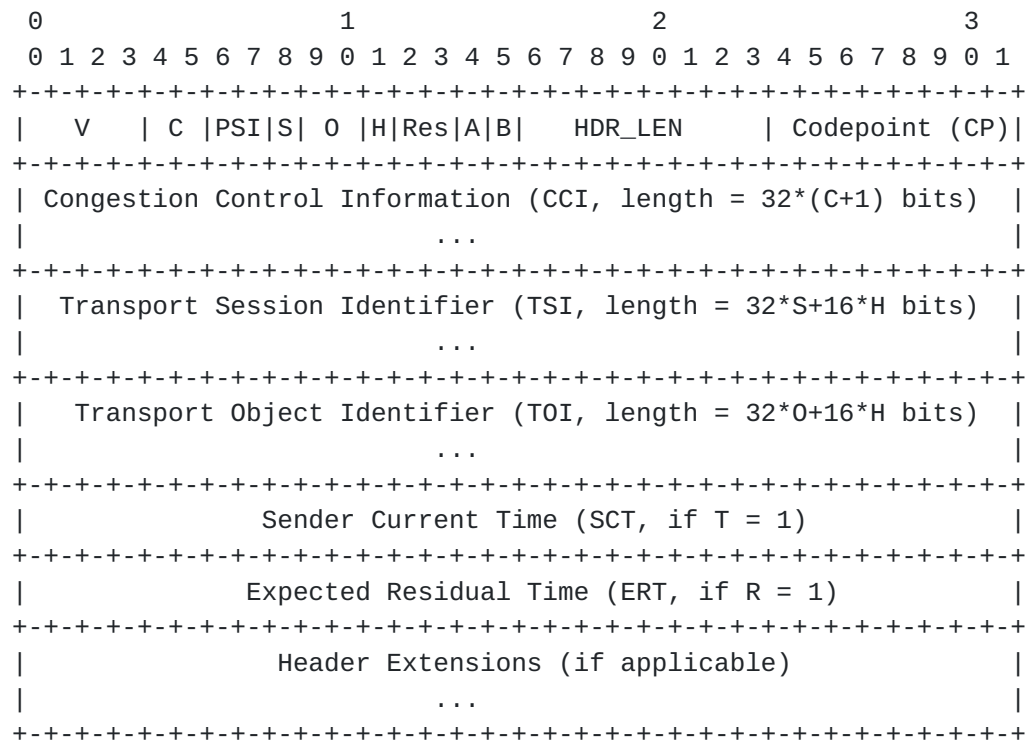 0                   1                   2                   3
 0 1 2 3 4 5 6 7 8 9 0 1 2 3 4 5 6 7 8 9 0 1 2 3 4 5 6 7 8 9 0 1
+-+-+-+-+-+-+-+-+-+-+-+-+-+-+-+-+-+-+-+-+-+-+-+-+-+-+-+-+-+-+-+-+
|   V   | C |PSI|S| O |H|Res|A|B|   HDR_LEN     | Codepoint (CP)|
+-+-+-+-+-+-+-+-+-+-+-+-+-+-+-+-+-+-+-+-+-+-+-+-+-+-+-+-+-+-+-+-+
| Congestion Control Information (CCI, length = 32*(C+1) bits)  |
|                          ...                                  |
+-+-+-+-+-+-+-+-+-+-+-+-+-+-+-+-+-+-+-+-+-+-+-+-+-+-+-+-+-+-+-+-+
|  Transport Session Identifier (TSI, length = 32*S+16*H bits)  |
|                          ...                                  |
+-+-+-+-+-+-+-+-+-+-+-+-+-+-+-+-+-+-+-+-+-+-+-+-+-+-+-+-+-+-+-+-+
|   Transport Object Identifier (TOI, length = 32*O+16*H bits)  |
|                          ...                                  |
+-+-+-+-+-+-+-+-+-+-+-+-+-+-+-+-+-+-+-+-+-+-+-+-+-+-+-+-+-+-+-+-+
|               Sender Current Time (SCT, if T = 1)             |
+-+-+-+-+-+-+-+-+-+-+-+-+-+-+-+-+-+-+-+-+-+-+-+-+-+-+-+-+-+-+-+-+
|              Expected Residual Time (ERT, if R = 1)           |
+-+-+-+-+-+-+-+-+-+-+-+-+-+-+-+-+-+-+-+-+-+-+-+-+-+-+-+-+-+-+-+-+
|                Header Extensions (if applicable)              |
|                          ...                                  |
+-+-+-+-+-+-+-+-+-+-+-+-+-+-+-+-+-+-+-+-+-+-+-+-+-+-+-+-+-+-+-+-+